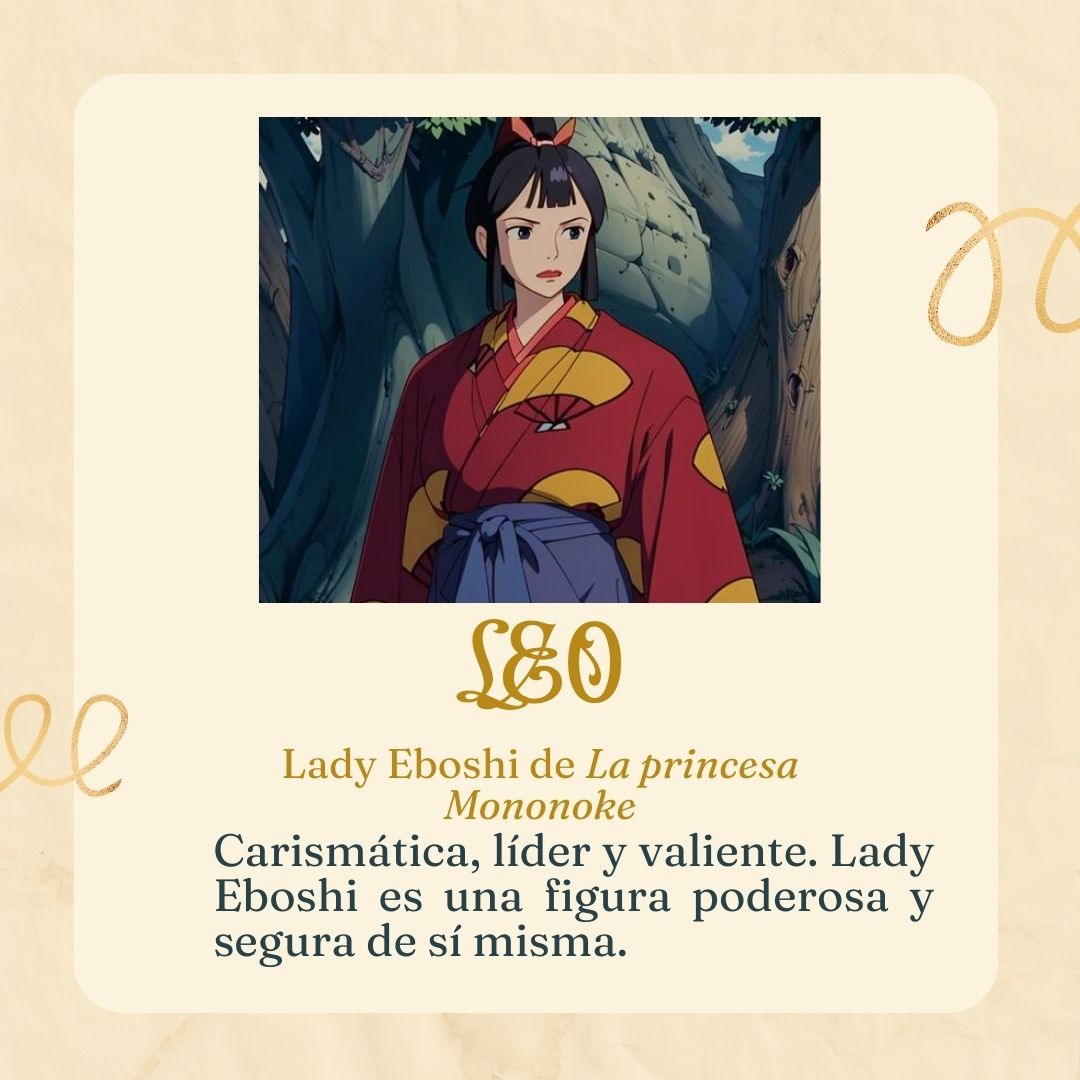 LEO
Lady Eboshi de La princesa
Mononoke
Carismática, líder y valiente. Lady
Eboshi es una figura poderosa y
segura de sí misma.